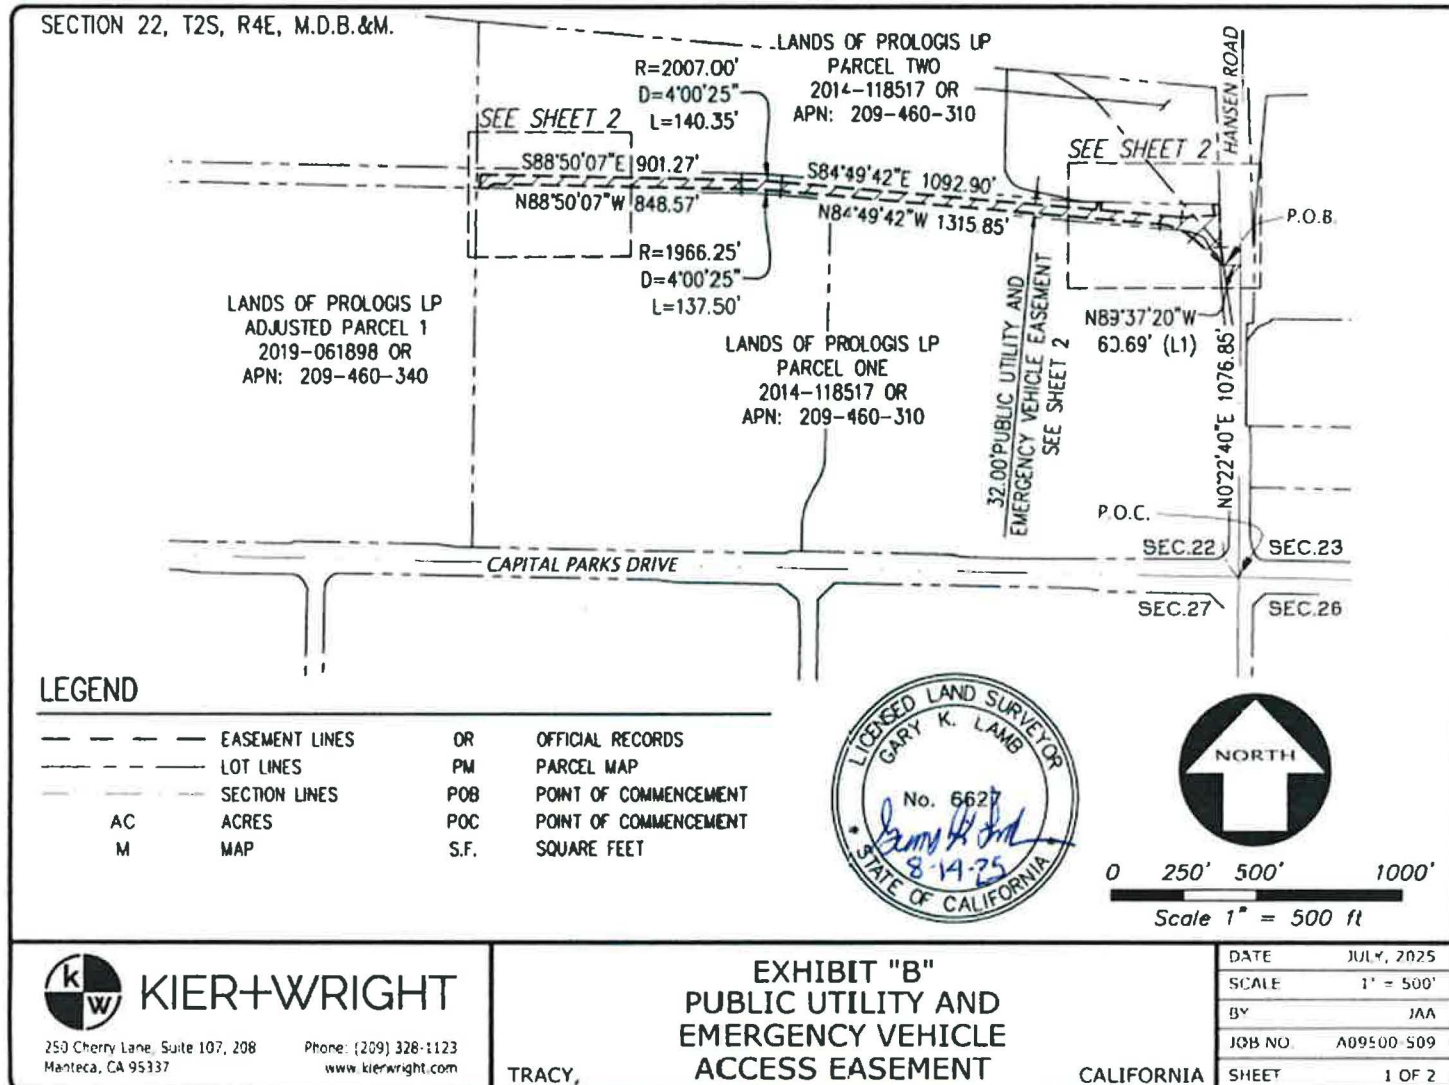 SECTION 22, T2S, R4E, M.D.B.&M.
LANDS OF PROLOGIS LP
PARCEL TWO
2014-118517 OR
APN: 209-460-310
HANSEN ROAD
R=2007.00'
D=4°00'25"
L=140.35'
SEE SHEET 2
SEE SHEET 2
S88°50'07"E 901.27'
S84°49'42"E 1092.90'
N88°50'07"W 848.57'
N84°49'42"W 1315.85'
P.O.B.
R=1966.25'
D=4°00'25"
L=137.50'
LANDS OF PROLOGIS LP
ADJUSTED PARCEL 1
2019-061898 OR
APN: 209-460-340
LANDS OF PROLOGIS LP
PARCEL ONE
2014-118517 OR
APN: 209-460-310
32.00'PUBLIC UTILITY AND
EMERGENCY VEHICLE EASEMENT
SEE SHEET 2
N89°37'20"W
60.69' (L1)
N0°22'40"E 1076.85'
P.O.C.
SEC.22
SEC.23
CAPITAL PARKS DRIVE
SEC.27
SEC.26
LEGEND
EASEMENT LINES
OR OFFICIAL RECORDS
LOT LINES
PM PARCEL MAP
SECTION LINES
POB POINT OF COMMENCEMENT
AC ACRES
POC POINT OF COMMENCEMENT
M MAP
S.F. SQUARE FEET
LICENSED LAND SURVEYOR
GARY K. LAMB
No. 6627
8-14-25
STATE OF CALIFORNIA
NORTH
0 250' 500' 1000'
Scale 1" = 500 ft
kw KIER+WRIGHT
250 Cherry Lane, Suite 107, 208 Phone: (209) 328-1123
Manteca, CA 95337 www.kierwright.com
EXHIBIT "B"
PUBLIC UTILITY AND
EMERGENCY VEHICLE
ACCESS EASEMENT
TRACY, CALIFORNIA
DATE JULY, 2025
SCALE 1" = 500'
BY JAA
JOB NO. A09500-S09
SHEET 1 OF 2